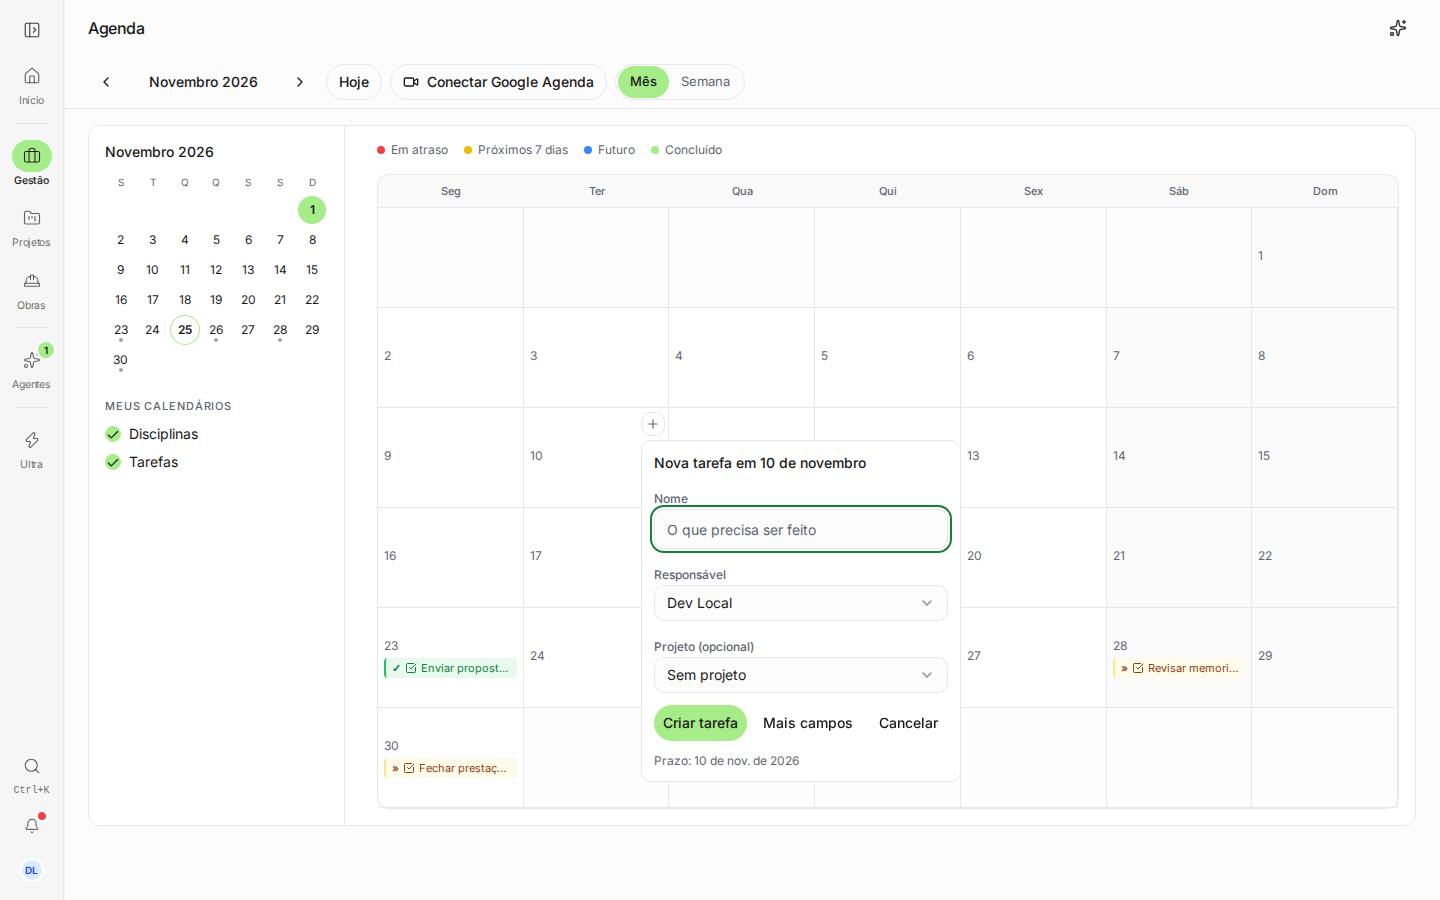 Agenda
Novembro 2026
Hoje
Conectar Google Agenda
Mês
Semana
Início
Gestão
Projetos
Obras
1
Agentes
Ultra
Ctrl+K
DL
Novembro 2026
S T Q Q S S D
1
2 3 4 5 6 7 8
9 10 11 12 13 14 15
16 17 18 19 20 21 22
23 24 25 26 27 28 29
30
MEUS CALENDÁRIOS
Disciplinas
Tarefas
Em atraso
Próximos 7 dias
Futuro
Concluído
Seg Ter Qua Qui Sex Sáb Dom
1
2 3 4 5 6 7 8
9 10 13 14 15
16 17 20 21 22
23 24 27 28 29
✓ Enviar propost...
» Revisar memori...
30
» Fechar prestaç...
Nova tarefa em 10 de novembro
Nome
O que precisa ser feito
Responsável
Dev Local
Projeto (opcional)
Sem projeto
Criar tarefa
Mais campos
Cancelar
Prazo: 10 de nov. de 2026